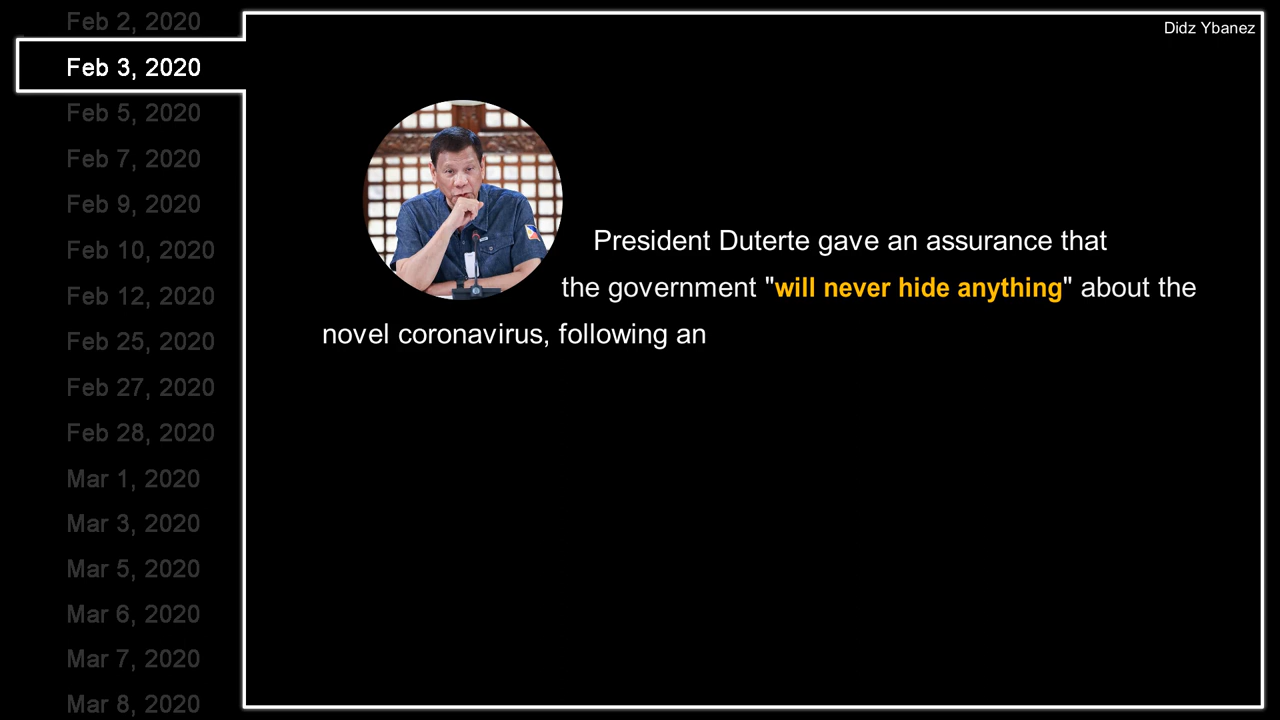 Feb 2, 2020
Feb 3, 2020
Feb 5, 2020
Feb 7, 2020
Feb 9, 2020
Feb 10, 2020
Feb 12, 2020
Feb 25, 2020
Feb 27, 2020
Feb 28, 2020
Mar 1, 2020
Mar 3, 2020
Mar 5, 2020
Mar 6, 2020
Mar 7, 2020
Mar 8, 2020
Didz Ybanez
President Duterte gave an assurance that
the government "will never hide anything" about the
novel coronavirus, following an